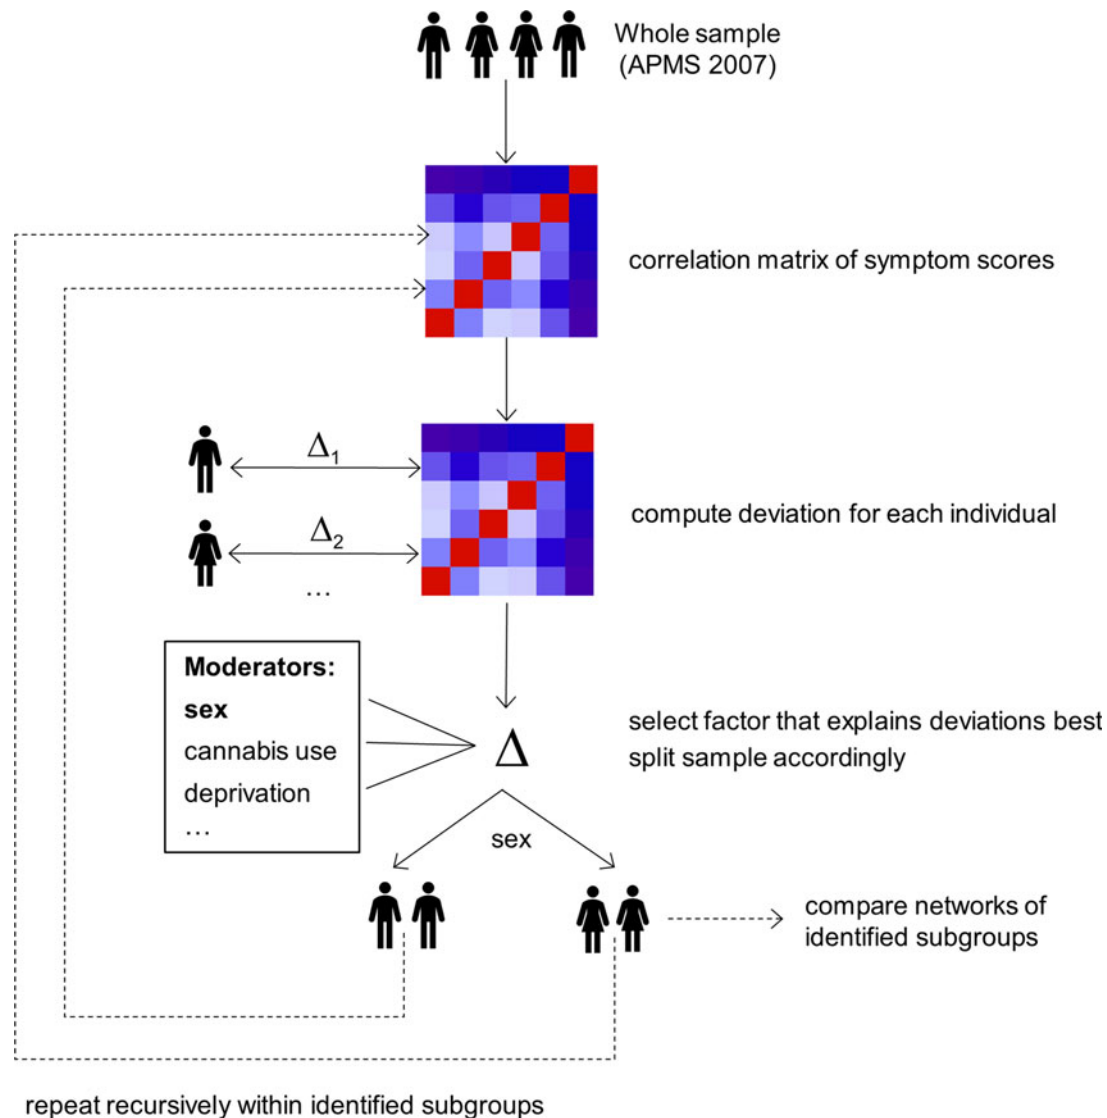 Whole sample
(APMS 2007)
correlation matrix of symptom scores
Δ1
compute deviation for each individual
Δ2
…
Moderators:
sex
cannabis use
deprivation
…
Δ
select factor that explains deviations best
split sample accordingly
sex
compare networks of
identified subgroups
repeat recursively within identified subgroups